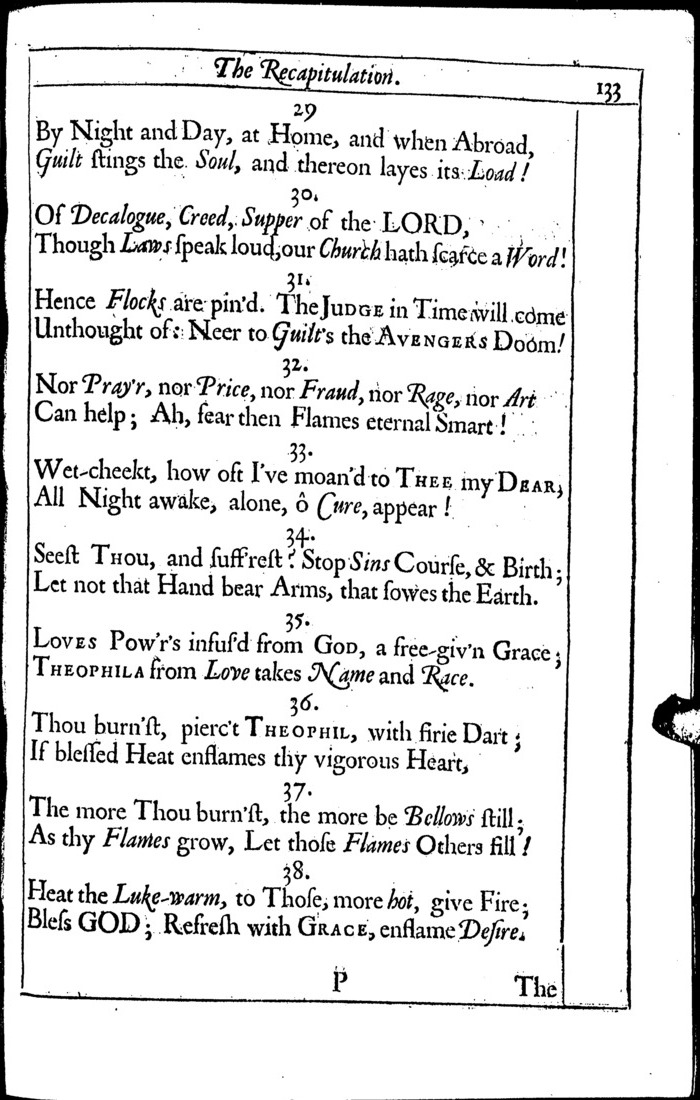 The Recapitulation.
133
29
By Night and Day, at Home, and when Abroad,
Guilt ſtings the Soul, and thereon layes its Load!
30.
Of Decalogue, Creed, Supper of the LORD,
Though Laws ſpeak loud, our Church hath ſcarce a Word!
31.
Hence Flocks are pin'd. The JUDGE in Time will come
Unthought of: Neer to Guilt's the AVENGERS Doom!
32.
Nor Pray'r, nor Price, nor Fraud, nor Rage, nor Art
Can help; Ah, fear then Flames eternal Smart!
33.
Wet-cheekt, how oft I've moan'd to THEE my DEAR,
All Night awake, alone, ô Cure, appear!
34.
Seeſt THOU, and ſuff'reſt? Stop Sins Courſe, & Birth;
Let not that Hand bear Arms, that ſowes the Earth.
35.
LOVES Pow'r's infuſ'd from GOD, a free-giv'n Grace;
THEOPHILA from Love takes Name and Race.
36.
Thou burn'ſt, pierc't THEOPHIL, with firie Dart;
If bleſſed Heat enflames thy vigorous Heart,
37.
The more Thou burn'ſt, the more be Bellows ſtill;
As thy Flames grow, Let thoſe Flames Others fill!
38.
Heat the Luke-warm, to Thoſe, more hot, give Fire;
Bleſs GOD; Refreſh with GRACE, enflame Deſire.
P
The